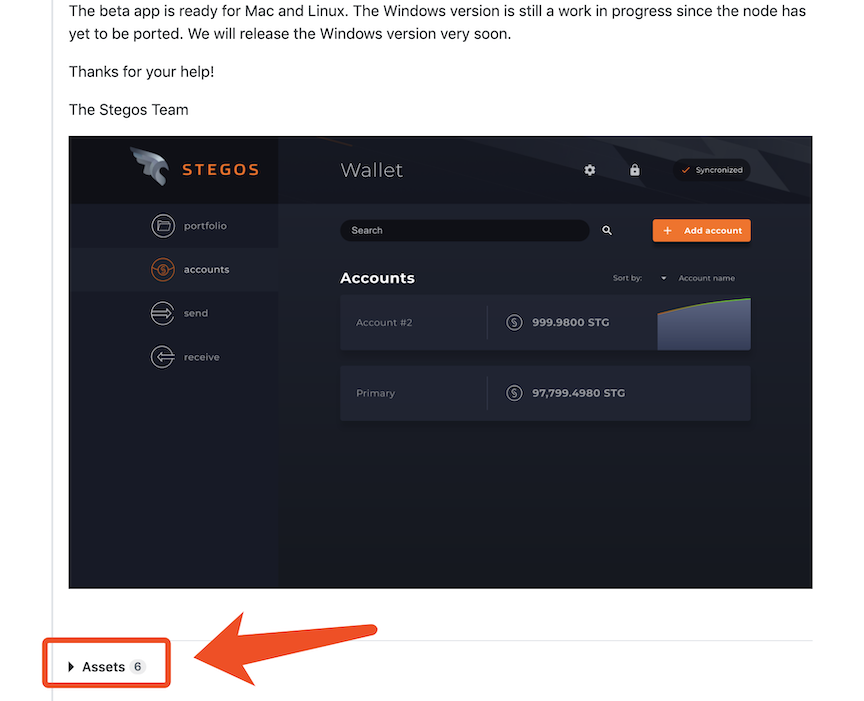 The beta app is ready for Mac and Linux. The Windows version is still a work in progress since the node has
yet to be ported. We will release the Windows version very soon.
Thanks for your help!
The Stegos Team
STEGOS
Wallet
Syncronized
portfolio
Search
Add account
accounts
Accounts
Sort by:
Account name
send
Account #2
999.9800 STG
receive
Primary
97,799.4980 STG
Assets 6